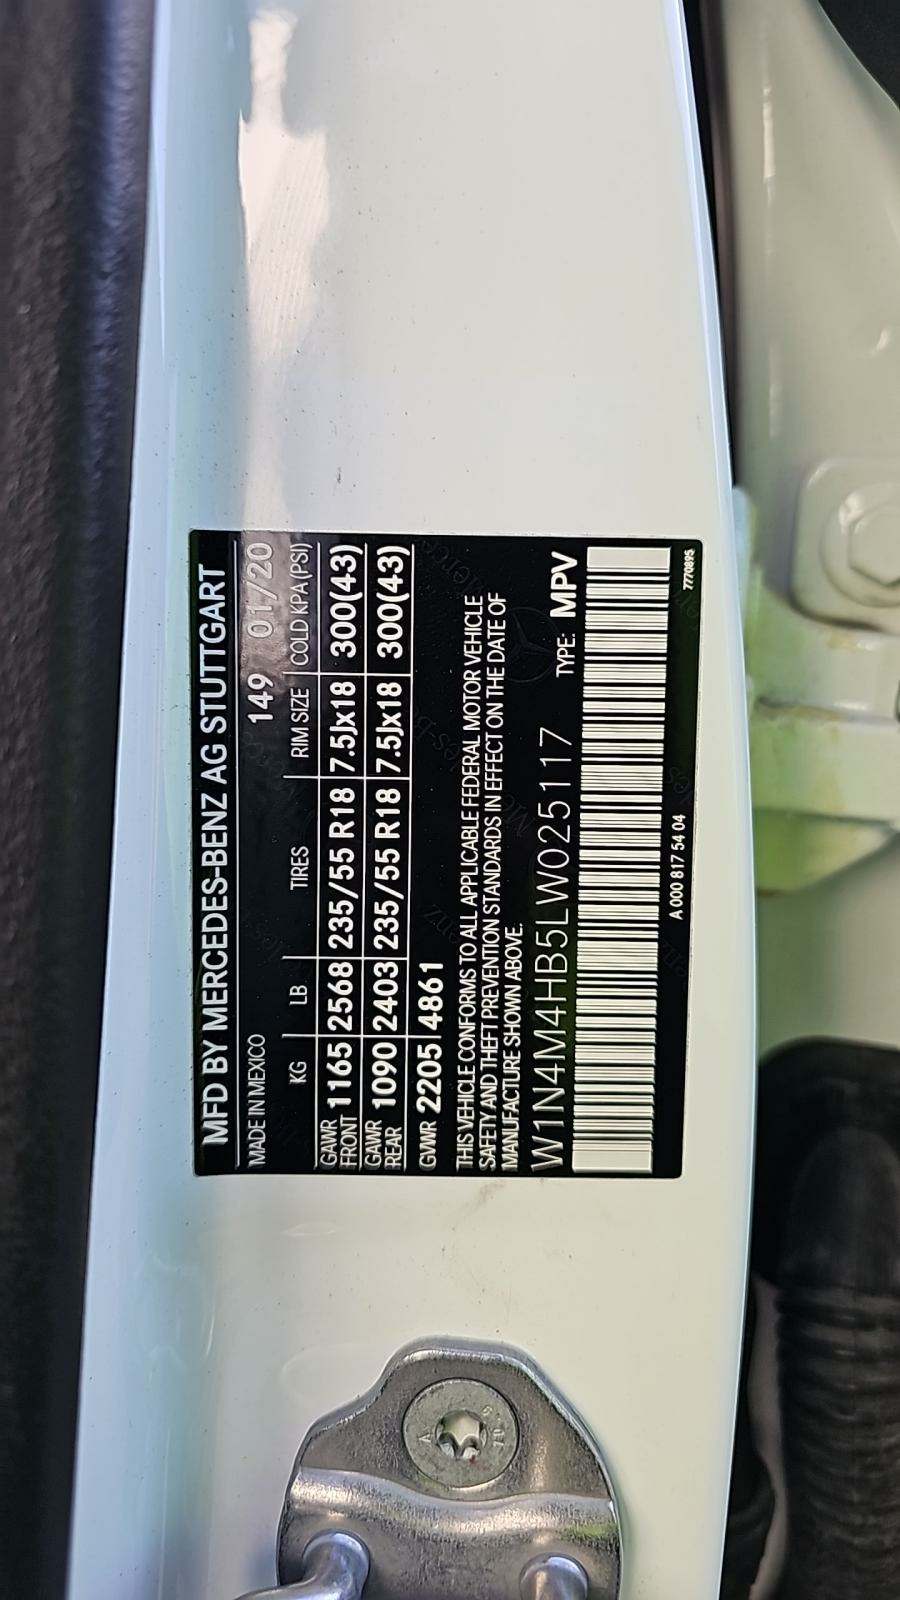 MFD BY MERCEDES-BENZ AG STUTTGART
MADE IN MEXICO 149 01/20
KG LB TIRES RIM SIZE COLD KPA(PSI)
GAWR FRONT 1165 2568 235/55 R18 7.5Jx18 300(43)
GAWR REAR 1090 2403 235/55 R18 7.5Jx18 300(43)
GVWR 2205 4861
THIS VEHICLE CONFORMS TO ALL APPLICABLE FEDERAL MOTOR VEHICLE
SAFETY AND THEFT PREVENTION STANDARDS IN EFFECT ON THE DATE OF
MANUFACTURE SHOWN ABOVE.
W1N4M4HB5LW025117 TYPE: MPV
A 000 817 54 04 7770895